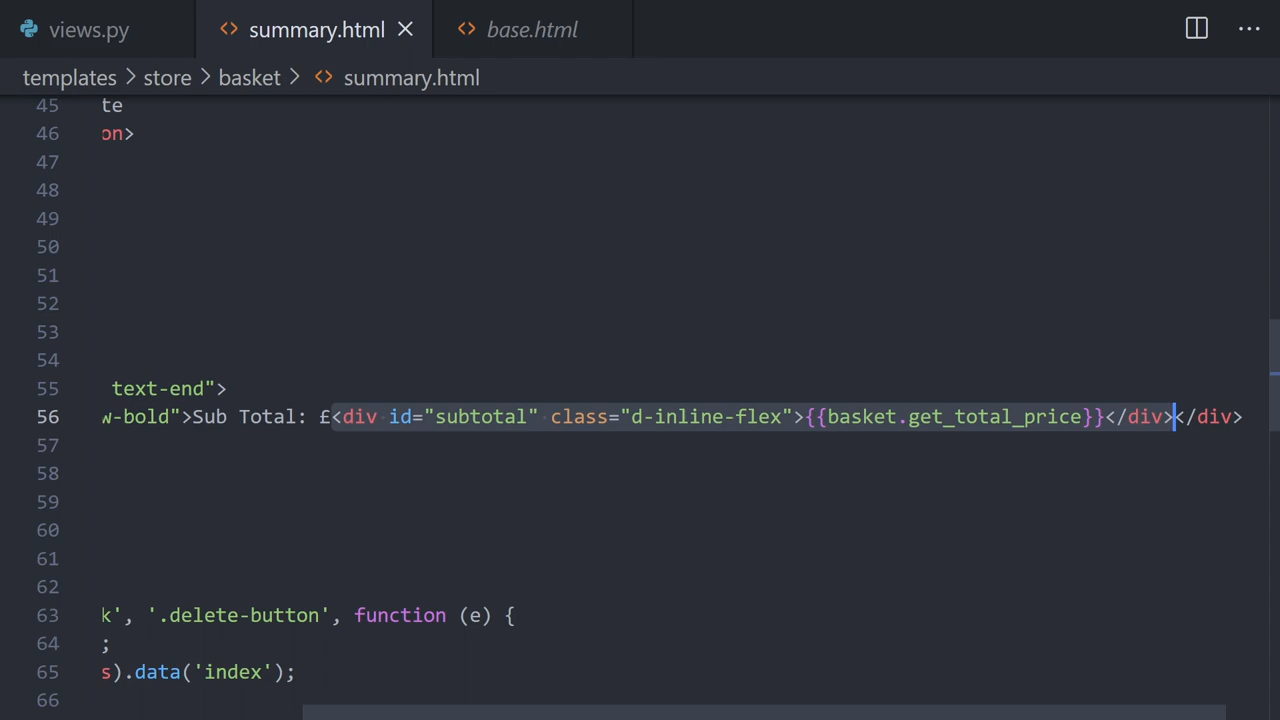 views.py summary.html base.html
templates > store > basket > summary.html
45 te
46 on>
47
48
49
50
51
52
53
54
55 text-end">
56 w-bold">Sub Total: £<div id="subtotal" class="d-inline-flex">{{basket.get_total_price}}</div></div>
57
58
59
60
61
62
63 k', '.delete-button', function (e) {
64 ;
65 s).data('index');
66